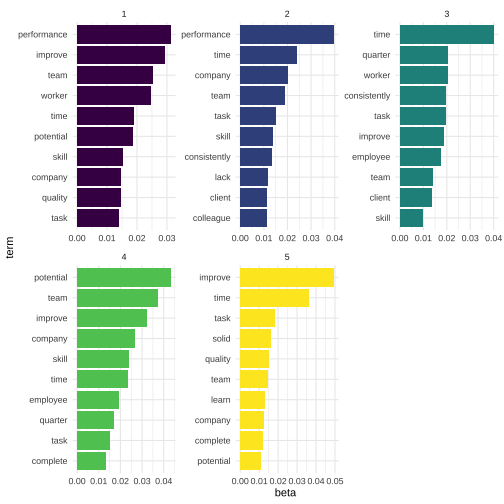 1
performance
improve
team
worker
time
potential
skill
company
quality
task
0.00 0.01 0.02 0.03
2
performance
time
company
team
task
skill
consistently
lack
client
colleague
0.00 0.01 0.02 0.03 0.04
3
time
quarter
worker
consistently
task
improve
employee
team
client
skill
0.00 0.01 0.02 0.03 0.04
term
4
potential
team
improve
company
skill
time
employee
quarter
task
complete
0.00 0.01 0.02 0.03 0.04
5
improve
time
task
solid
quality
team
learn
company
complete
potential
0.00 0.01 0.02 0.03 0.04 0.05
beta